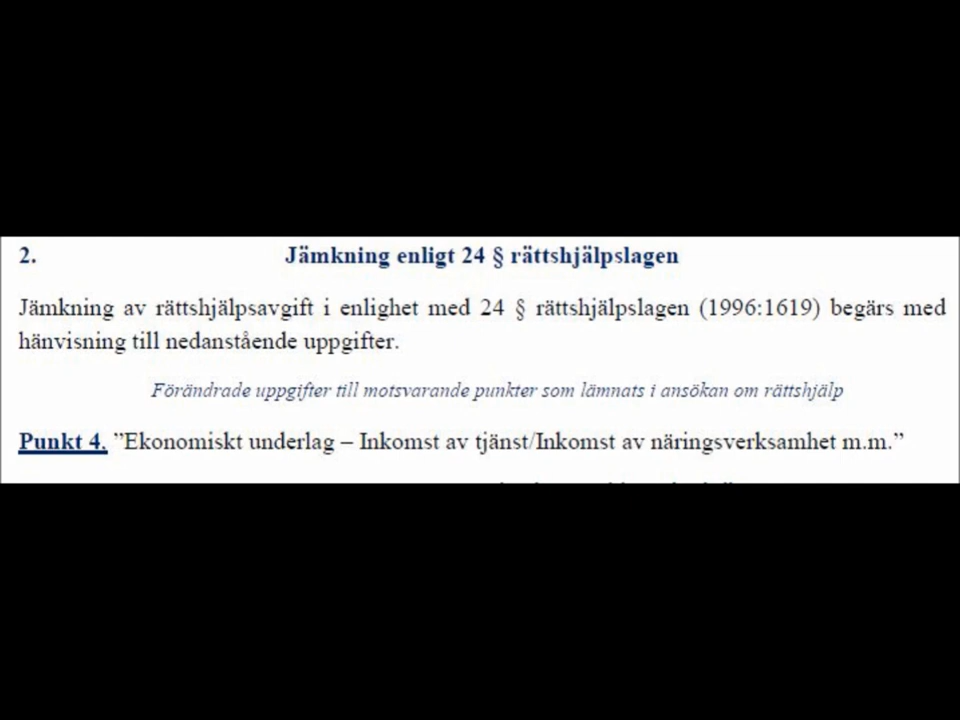 2. Jämkning enligt 24 § rättshjälpslagen
Jämkning av rättshjälpsavgift i enlighet med 24 § rättshjälpslagen (1996:1619) begärs med
hänvisning till nedanstående uppgifter.
Förändrade uppgifter till motsvarande punkter som lämnats i ansökan om rättshjälp
Punkt 4. ”Ekonomiskt underlag – Inkomst av tjänst/Inkomst av näringsverksamhet m.m.”